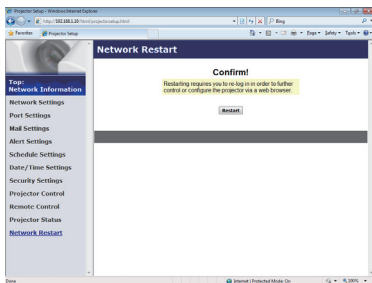 Projector Setup - Windows Internet Explorer
http://192.168.1.10/html/projectorsetup.html
Bing
Favorites
Projector Setup
Page
Safety
Tools
Top:
Network Information
Network Settings
Port Settings
Mail Settings
Alert Settings
Schedule Settings
Date/Time Settings
Security Settings
Projector Control
Remote Control
Projector Status
Network Restart
Network Restart
Confirm!
Restarting requires you to re-log in in order to further
control or configure the projector via a web browser.
Restart
Done
Internet | Protected Mode: On
100%